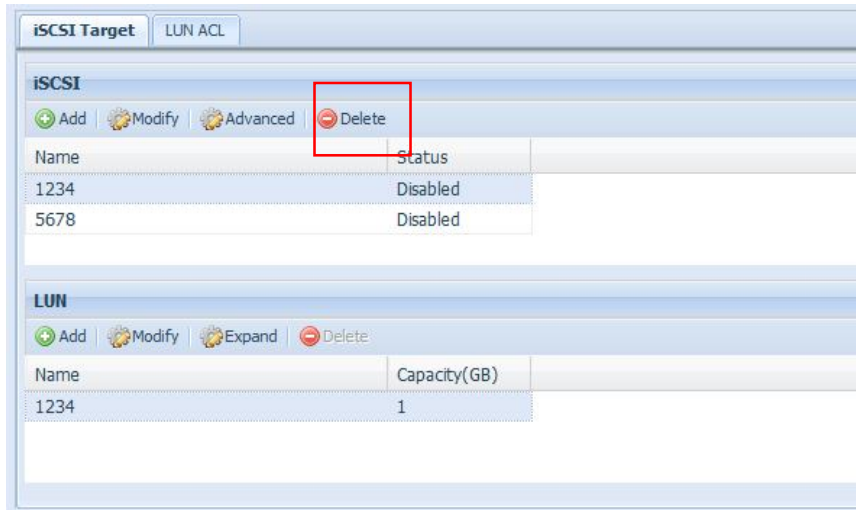 iSCSI Target LUN ACL
iSCSI
Add Modify Advanced Delete
Name Status
1234 Disabled
5678 Disabled
LUN
Add Modify Expand Delete
Name Capacity(GB)
1234 1